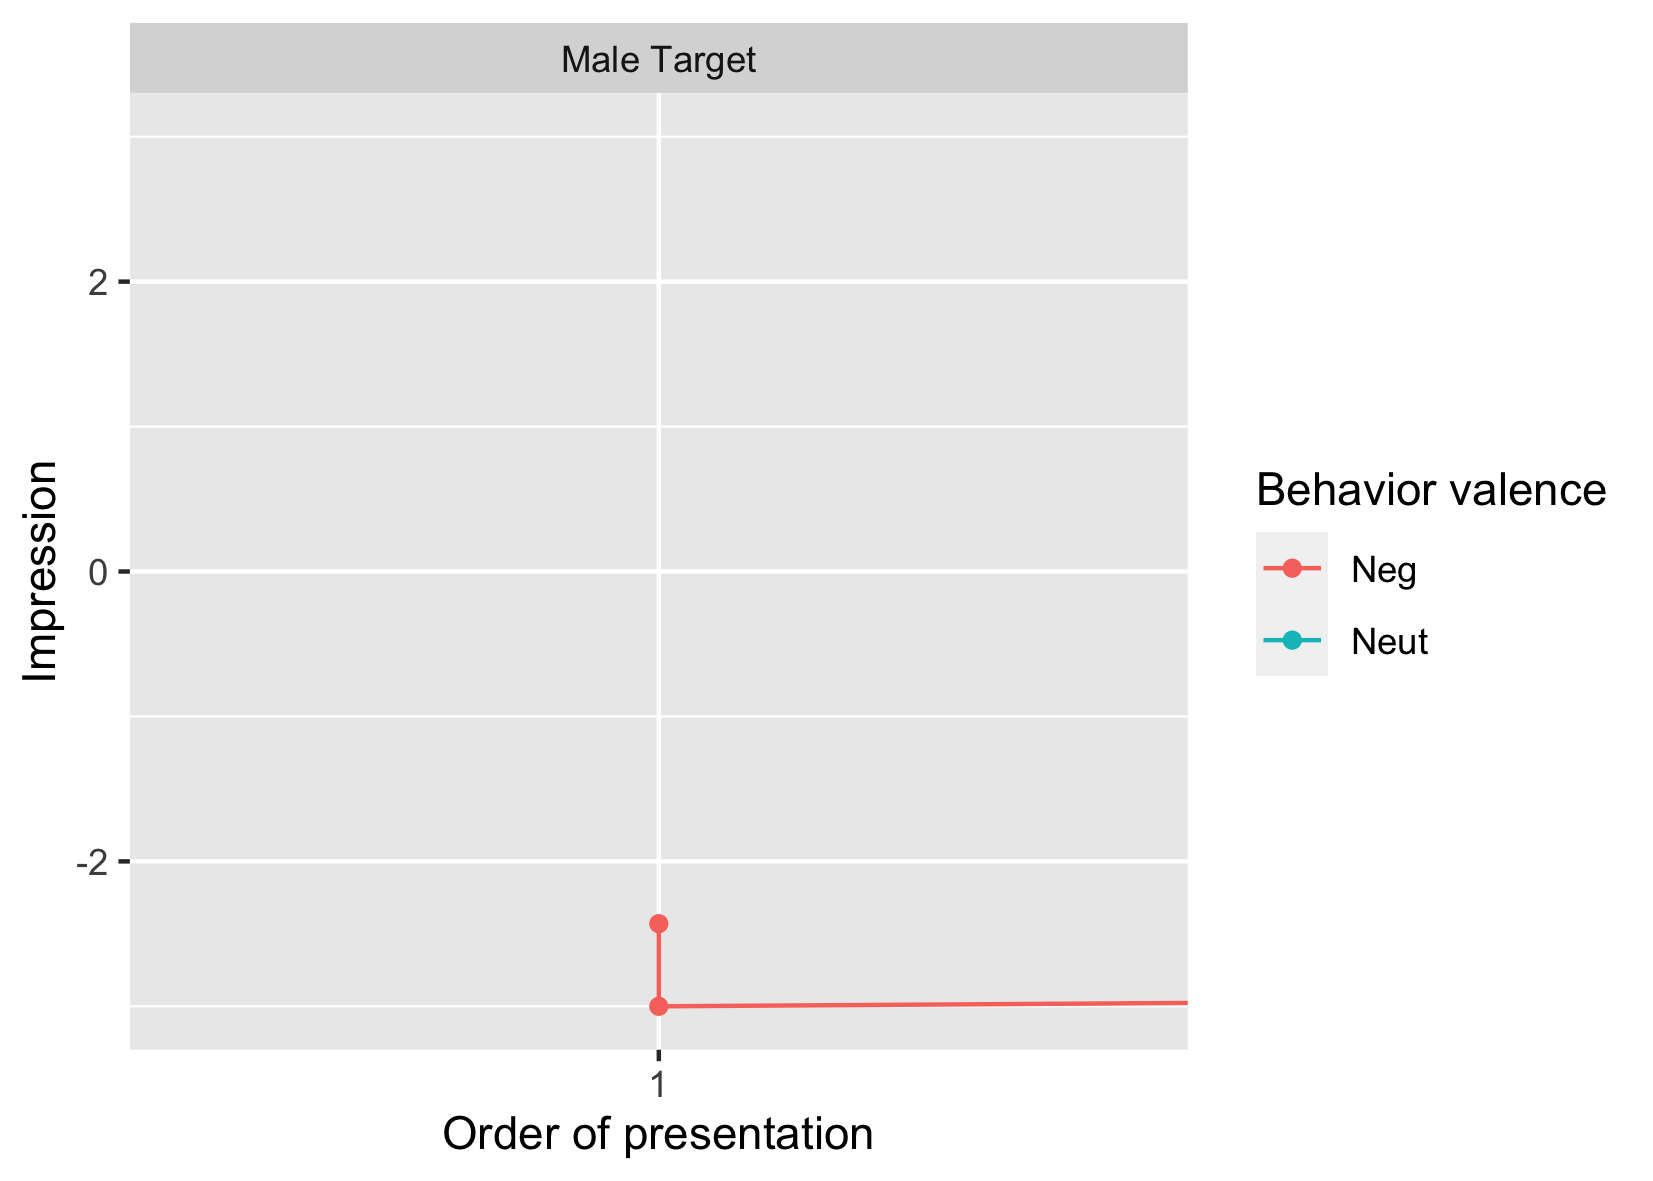 Male Target
2
0
-2
1
Impression
Order of presentation
Behavior valence
Neg
Neut